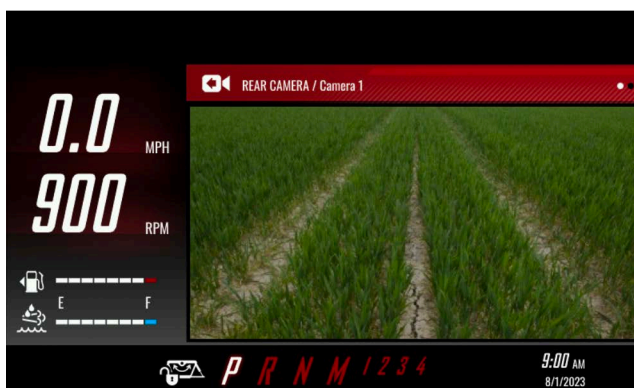 REAR CAMERA / Camera 1
0.0 MPH
900 RPM
E F
P R N M 1 2 3 4
9:00 AM
8/1/2023